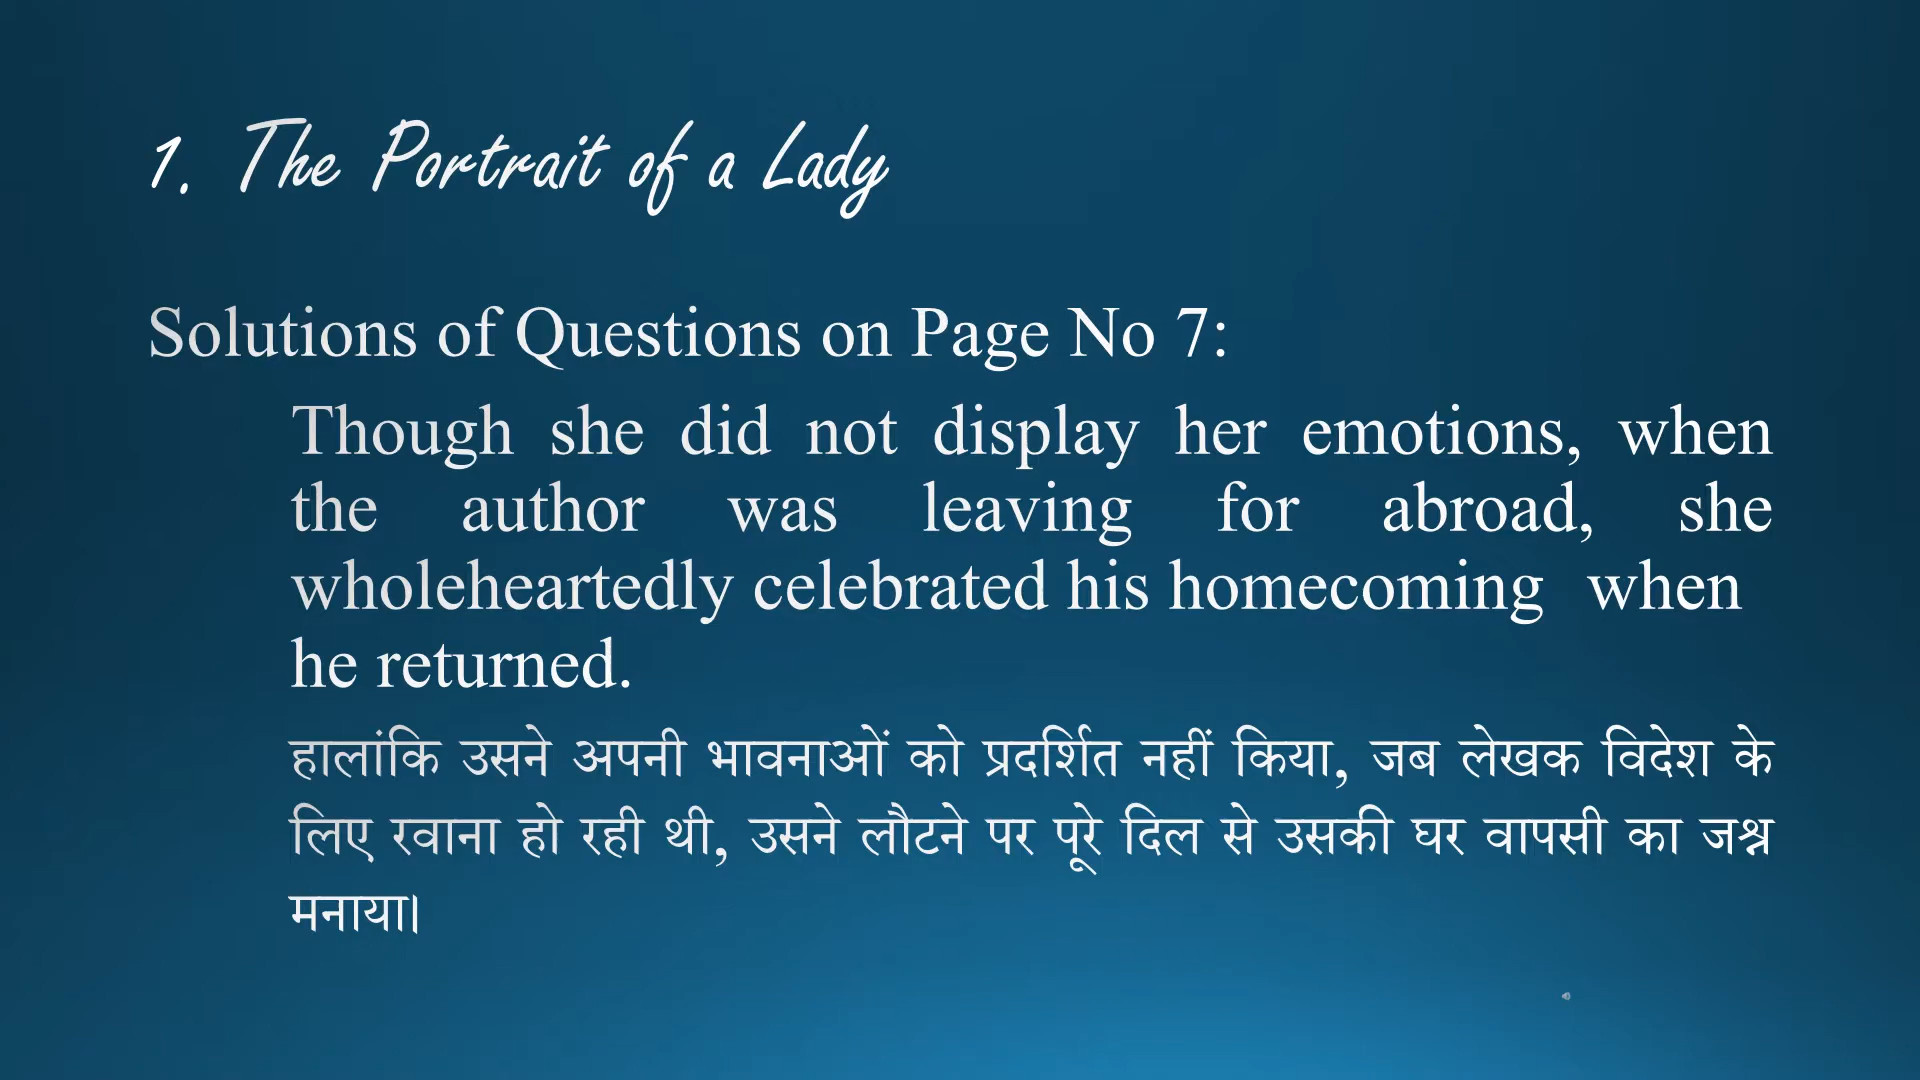 1. The Portrait of a Lady
Solutions of Questions on Page No 7:
Though she did not display her emotions, when
the author was leaving for abroad, she
wholeheartedly celebrated his homecoming when
he returned.
हालांकि उसने अपनी भावनाओं को प्रदर्शित नहीं किया, जब लेखक विदेश के
लिए रवाना हो रही थी, उसने लौटने पर पूरे दिल से उसकी घर वापसी का जश्न
मनाया।